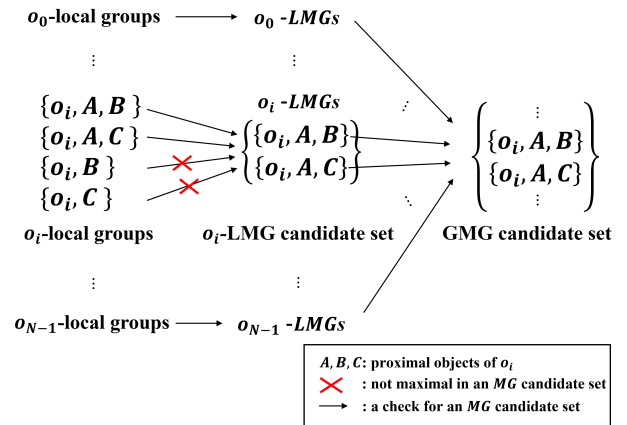 o₀-local groups
o₀ -LMGs
⋮
⋮
oᵢ -LMGs
⋱
⋮
{oᵢ, A, B }
{oᵢ, A, C }
{oᵢ, B }
{oᵢ, C }
{oᵢ, A, B}
{oᵢ, A, C}
{oᵢ, A, B}
{oᵢ, A, C}
⋮
⋱
oᵢ-local groups
oᵢ-LMG candidate set
GMG candidate set
⋮
⋮
o_{N−1}-local groups
o_{N−1} -LMGs
A, B, C: proximal objects of oᵢ
: not maximal in an MG candidate set
: a check for an MG candidate set